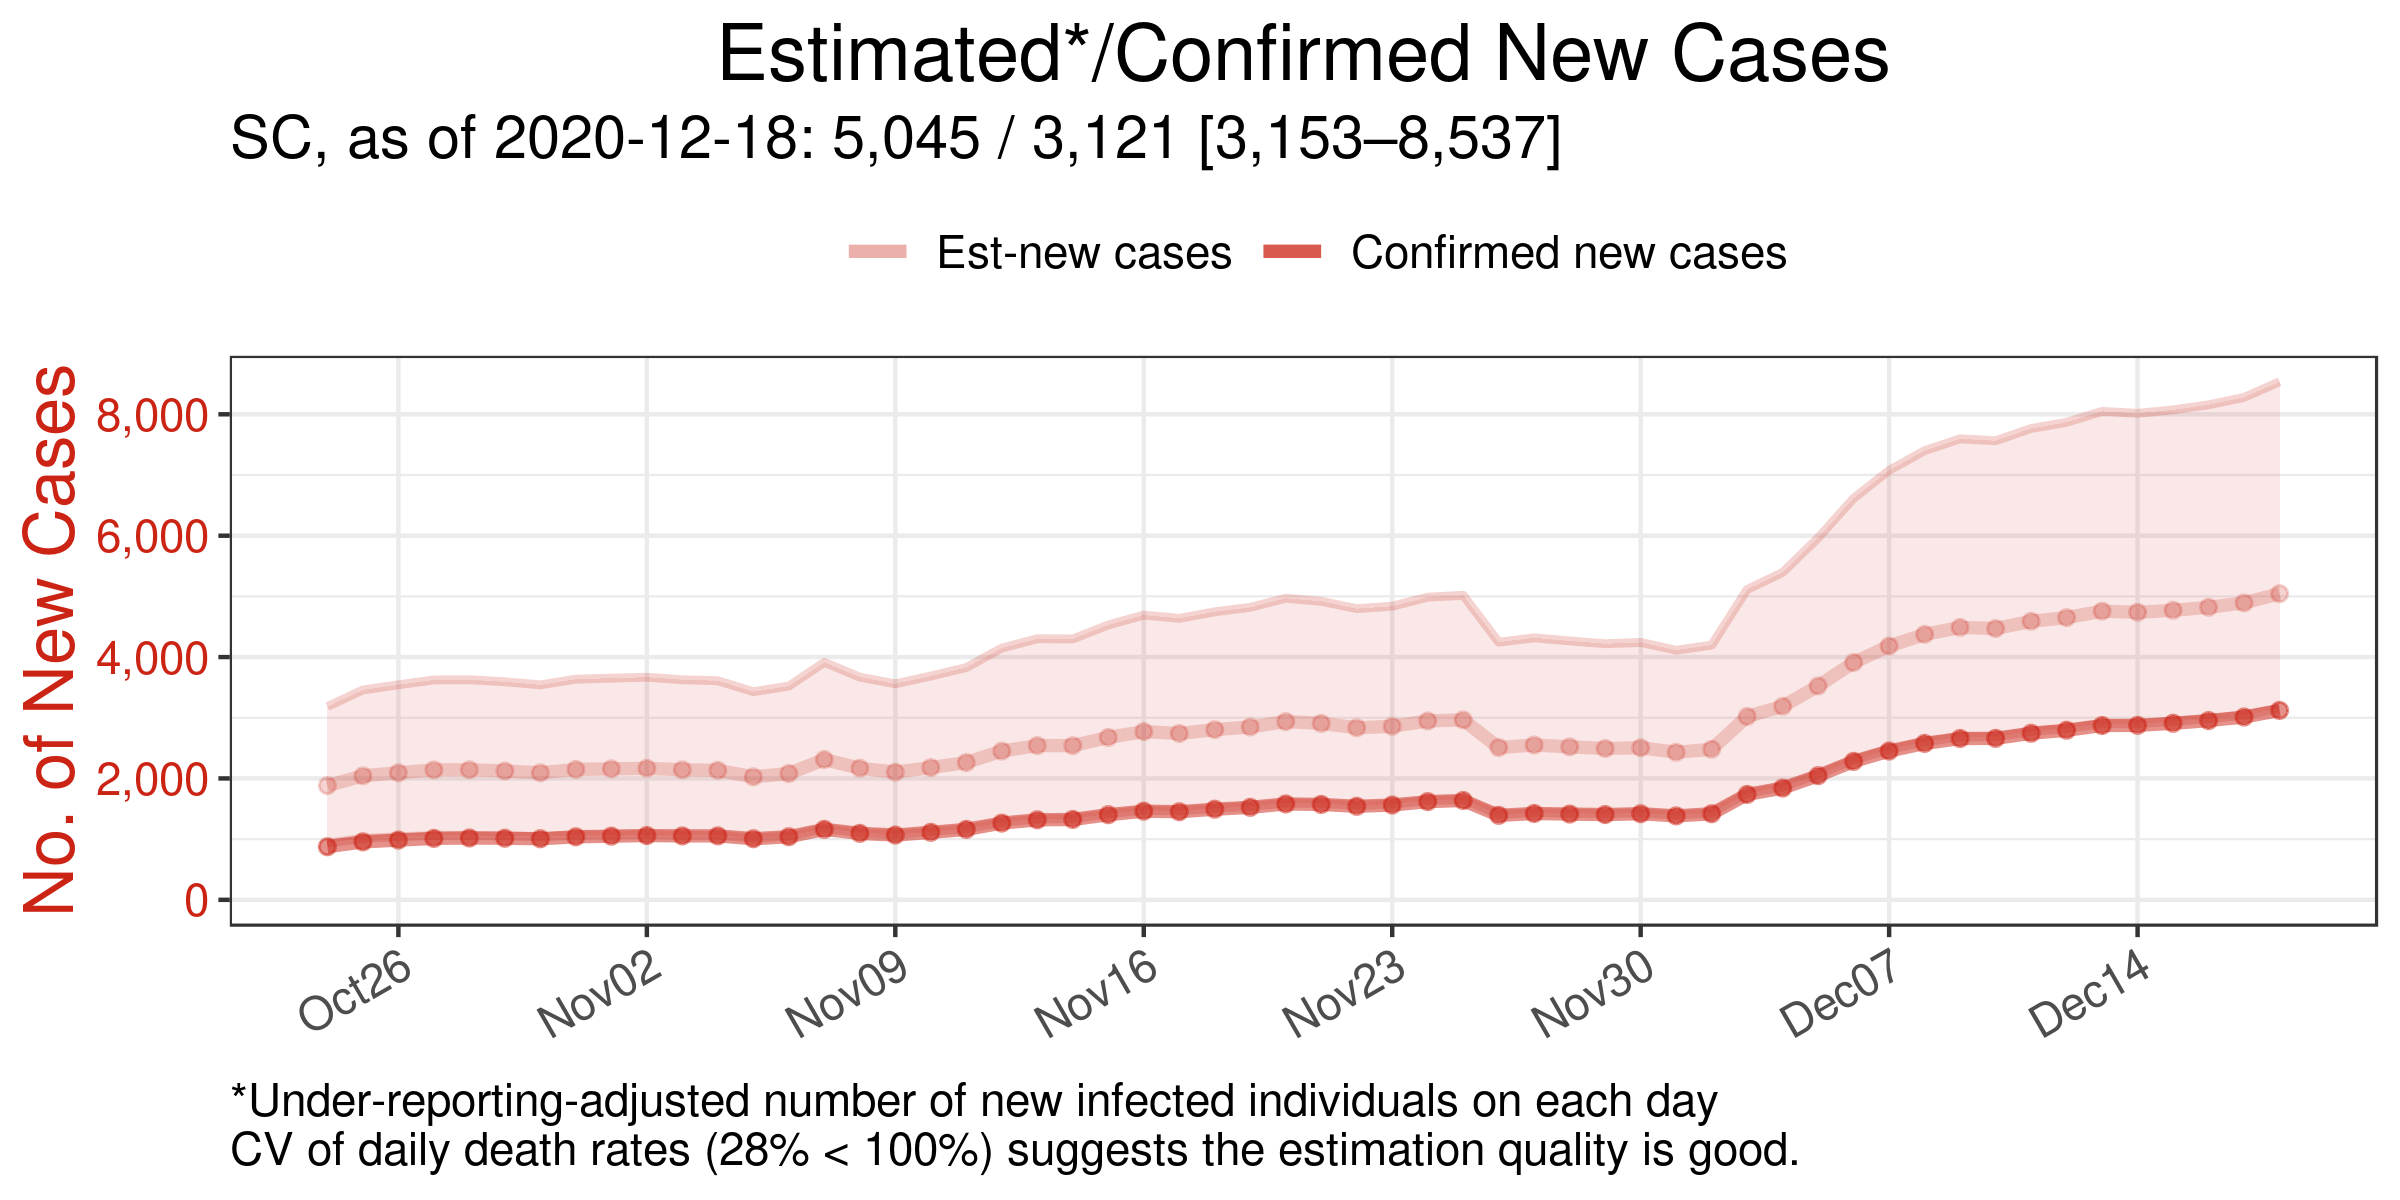 Estimated*/Confirmed New Cases
SC, as of 2020-12-18: 5,045 / 3,121 [3,153–8,537]
Est-new cases
Confirmed new cases
No. of New Cases
8,000
6,000
4,000
2,000
0
Oct26
Nov02
Nov09
Nov16
Nov23
Nov30
Dec07
Dec14
*Under-reporting-adjusted number of new infected individuals on each day
CV of daily death rates (28% < 100%) suggests the estimation quality is good.